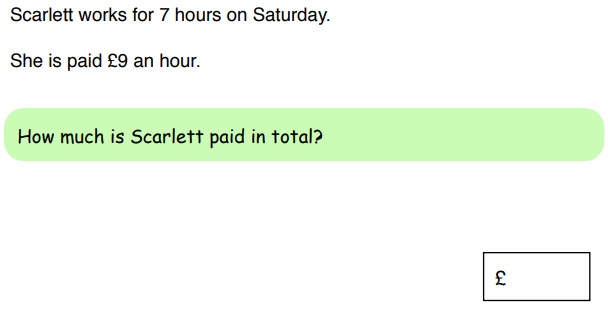 Scarlett works for 7 hours on Saturday.
She is paid £9 an hour.
How much is Scarlett paid in total?
£